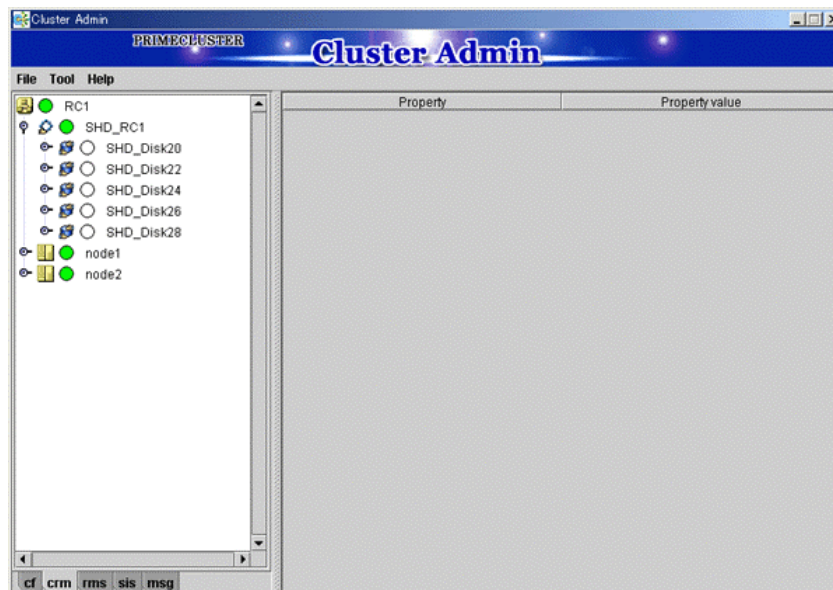 Cluster Admin
PRIMECLUSTER
Cluster Admin
File Tool Help
RC1
SHD_RC1
SHD_Disk20
SHD_Disk22
SHD_Disk24
SHD_Disk26
SHD_Disk28
node1
node2
Property Property value
cf crm rms sis msg